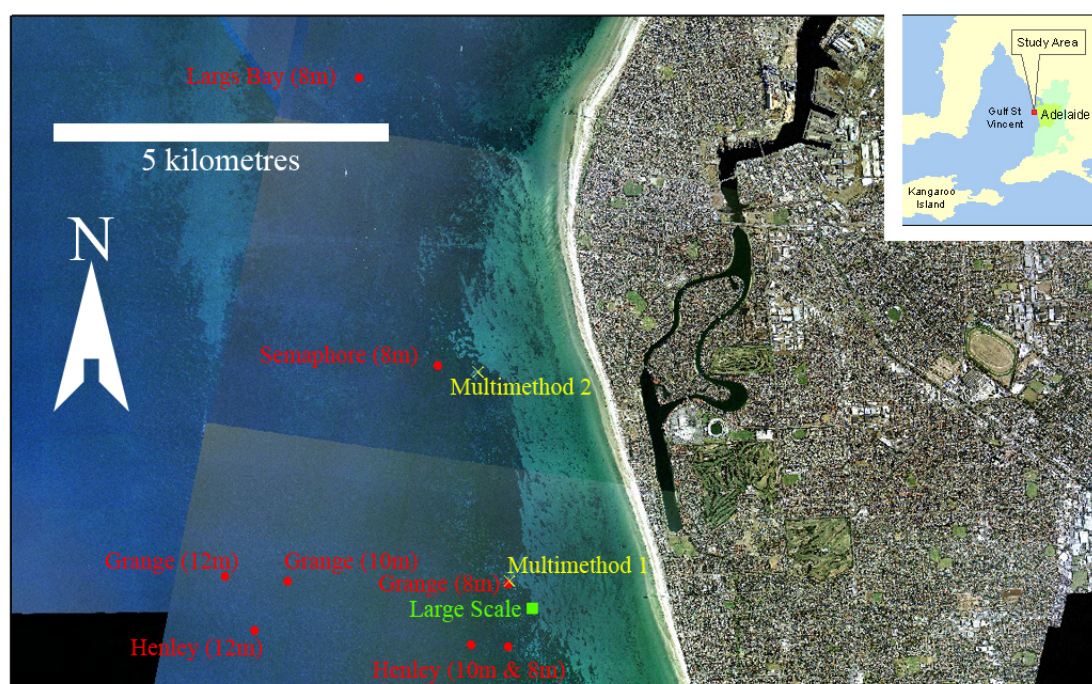 Largs Bay (8m)
5 kilometres
N
Semaphore (8m)
Multimethod 2
Grange (12m)
Grange (10m)
Multimethod 1
Grange (8m)
Large Scale
Henley (12m)
Henley (10m & 8m)
Study Area
Gulf St
Vincent
Adelaide
Kangaroo
Island